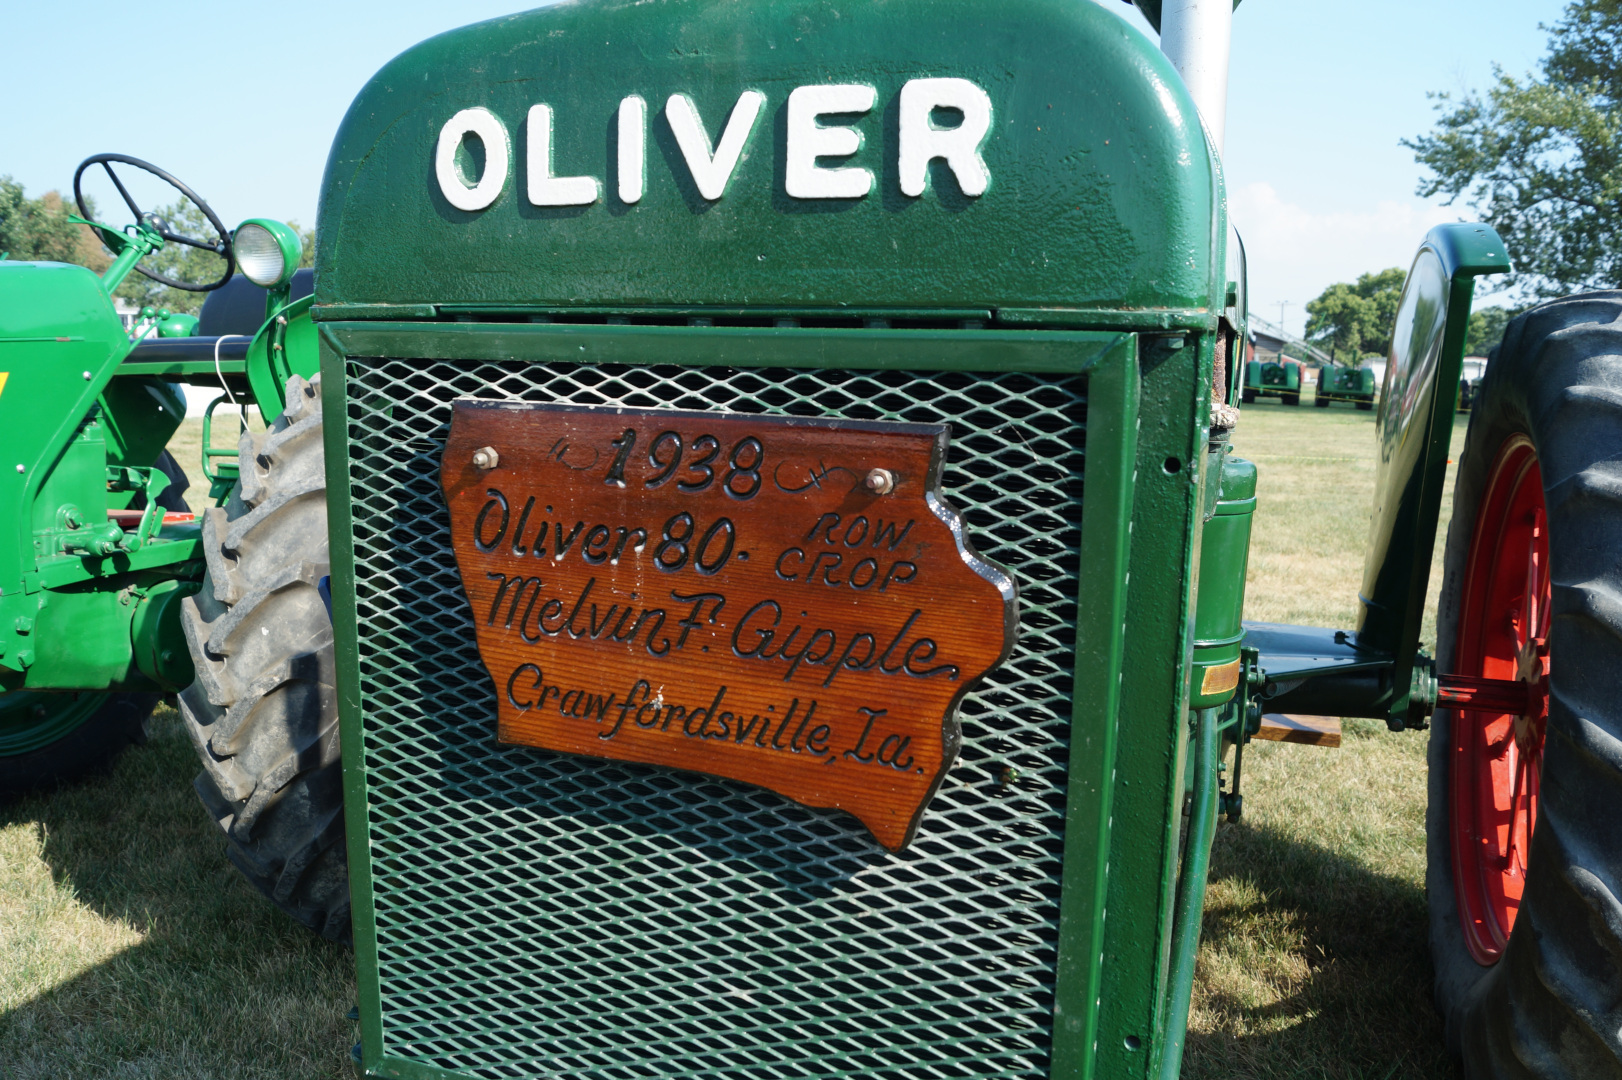 OLIVER
1938
Oliver 80. ROW
CROP
Melvin F. Gipple.
Crawfordsville, Ia.